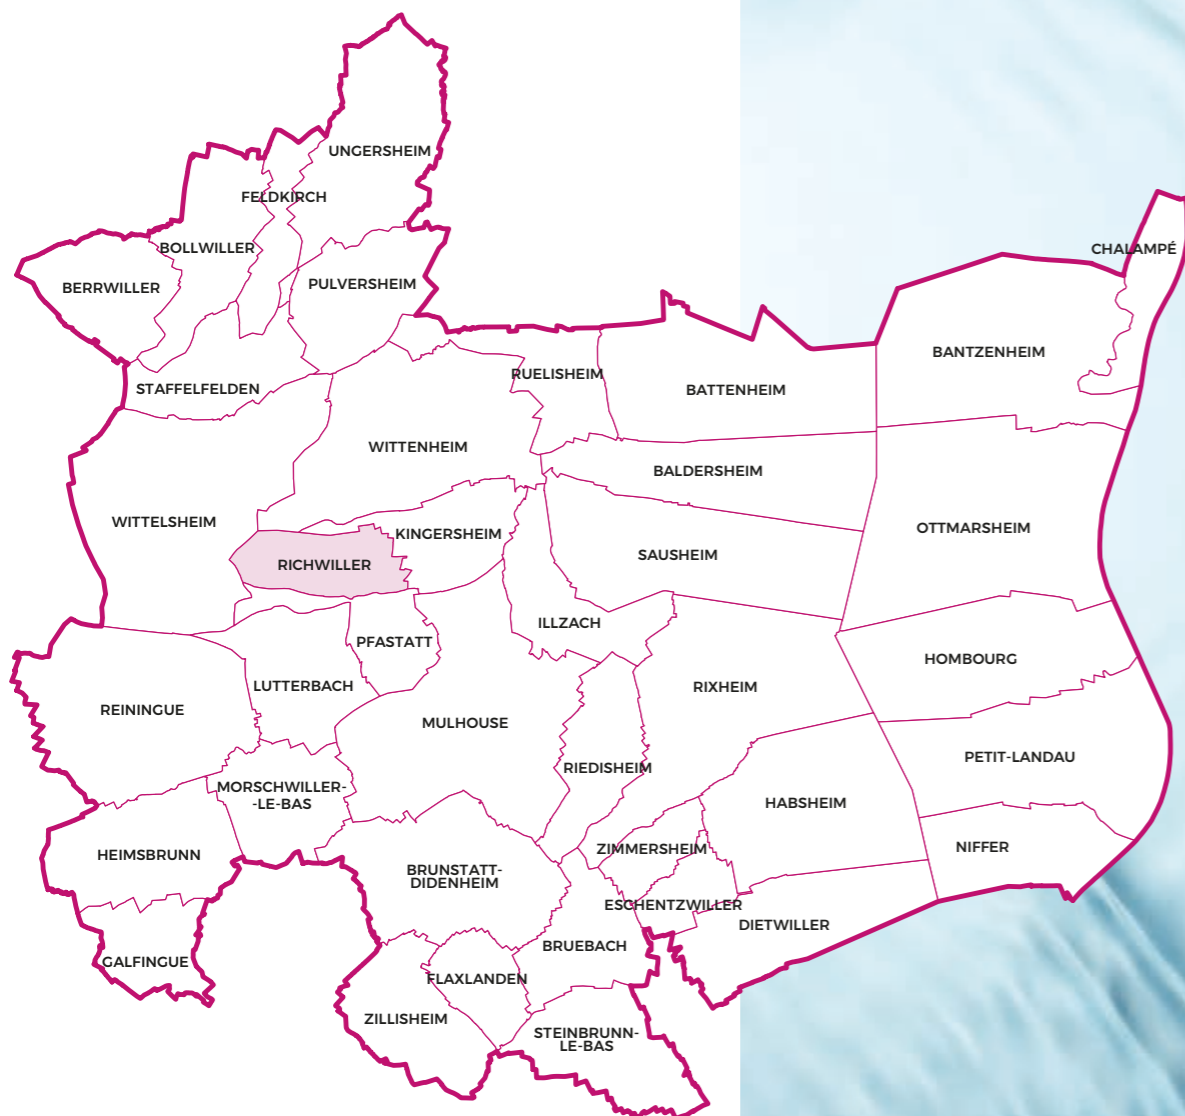 UNGERSHEIM
FELDKIRCH
BOLLWILLER
CHALAMPÉ
BERRWILLER
PULVERSHEIM
BANTZENHEIM
RUELISHEIM
STAFFELFELDEN
BATTENHEIM
WITTENHEIM
BALDERSHEIM
WITTELSHEIM
OTTMARSHEIM
KINGERSHEIM
SAUSHEIM
RICHWILLER
ILLZACH
PFASTATT
HOMBOURG
LUTTERBACH
RIXHEIM
REININGUE
MULHOUSE
PETIT-LANDAU
RIEDISHEIM
MORSCHWILLER-
-LE-BAS
HABSHEIM
HEIMSBRUNN
ZIMMERSHEIM
NIFFER
BRUNSTATT-
DIDENHEIM
ESCHENTZWILLER
DIETWILLER
BRUEBACH
GALFINGUE
FLAXLANDEN
ZILLISHEIM
STEINBRUNN-
LE-BAS